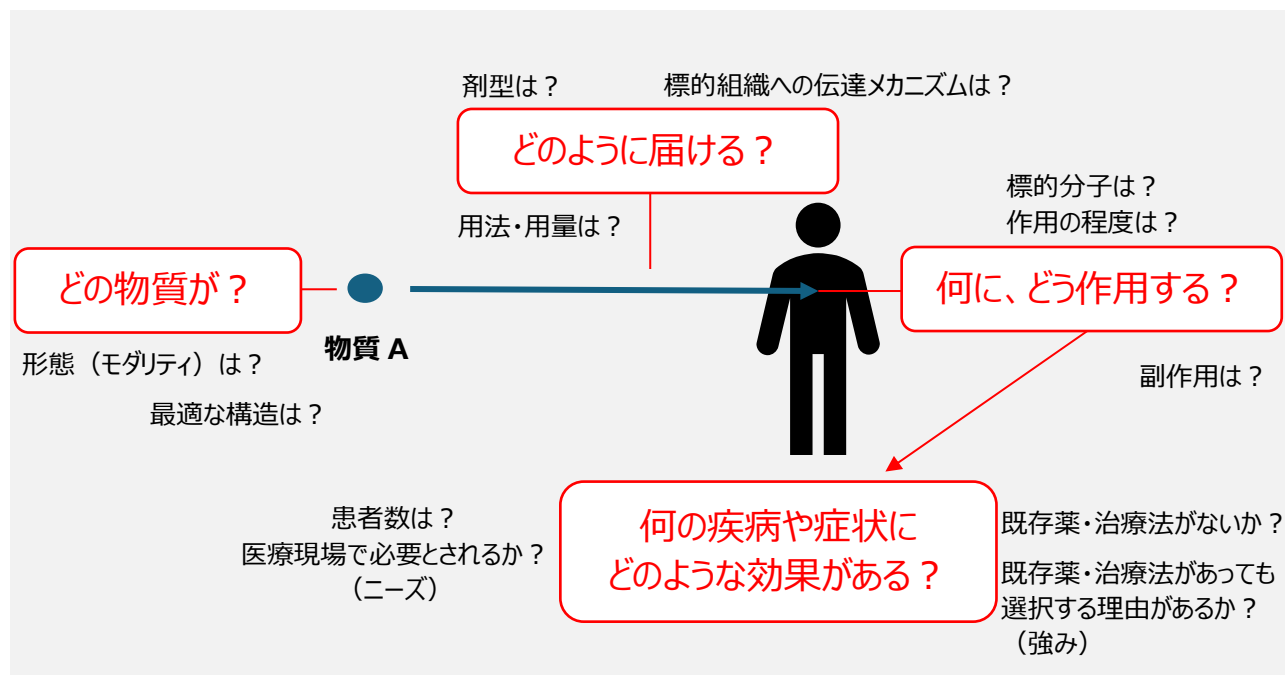 剤型は？
標的組織への伝達メカニズムは？
どのように届ける？
用法・用量は？
標的分子は？
作用の程度は？
どの物質が？
何に、どう作用する？
物質 A
形態（モダリティ）は？
最適な構造は？
副作用は？
何の疾病や症状に
どのような効果がある？
患者数は？
医療現場で必要とされるか？
（ニーズ）
既存薬・治療法がないか？
既存薬・治療法があっても
選択する理由があるか？
（強み）